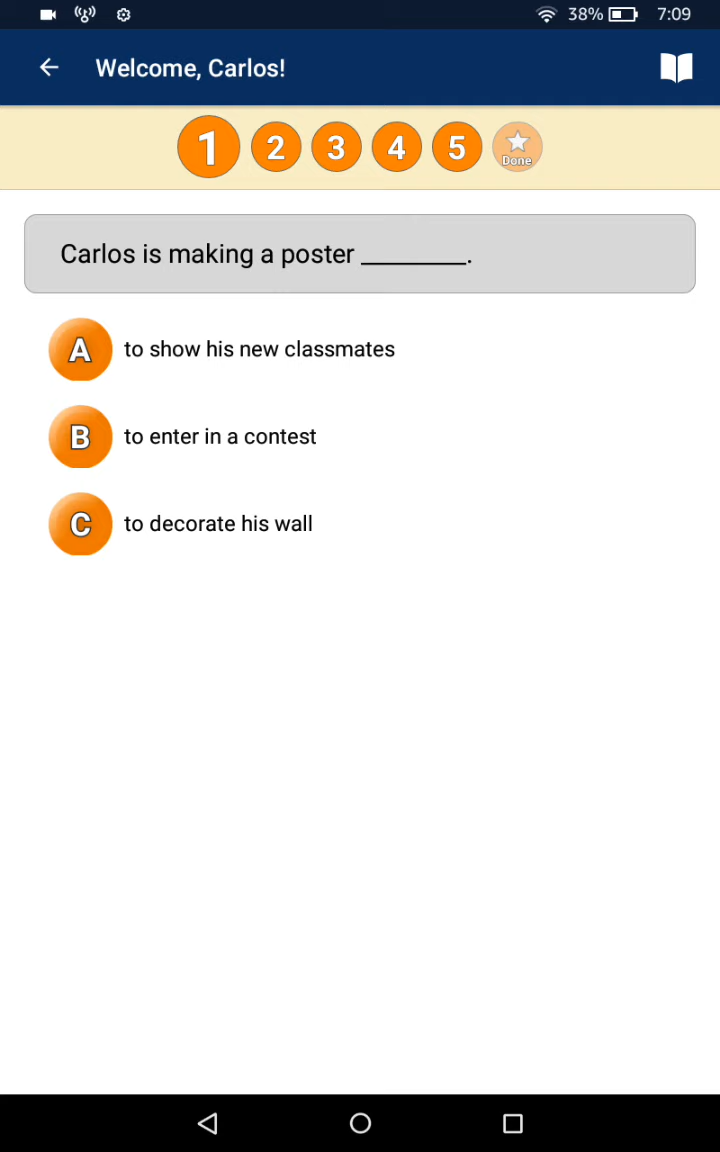 38% 7:09
Welcome, Carlos!
1 2 3 4 5 Done
Carlos is making a poster _________.
A to show his new classmates
B to enter in a contest
C to decorate his wall